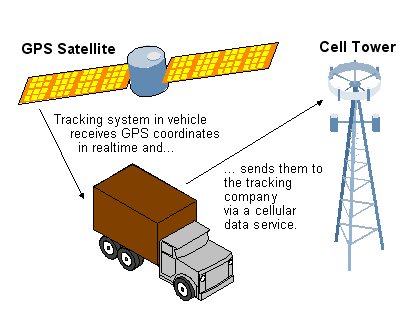 GPS Satellite
Cell Tower
Tracking system in vehicle
receives GPS coordinates
in realtime and...
... sends them to
the tracking
company
via a cellular
data service.